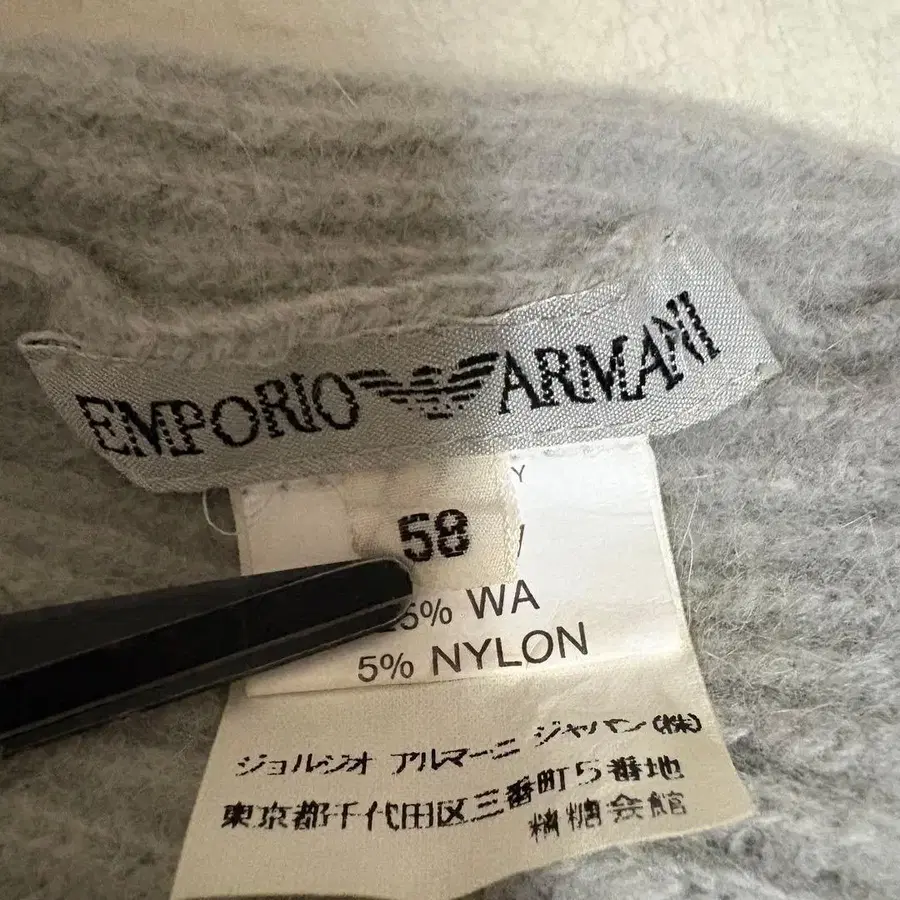 EMPORIO ARMANI
Y
58
5% WA
5% NYLON
ジョルジオ アルマーニ ジャパン(株)
東京都千代田区三番町5番地
精糖会館